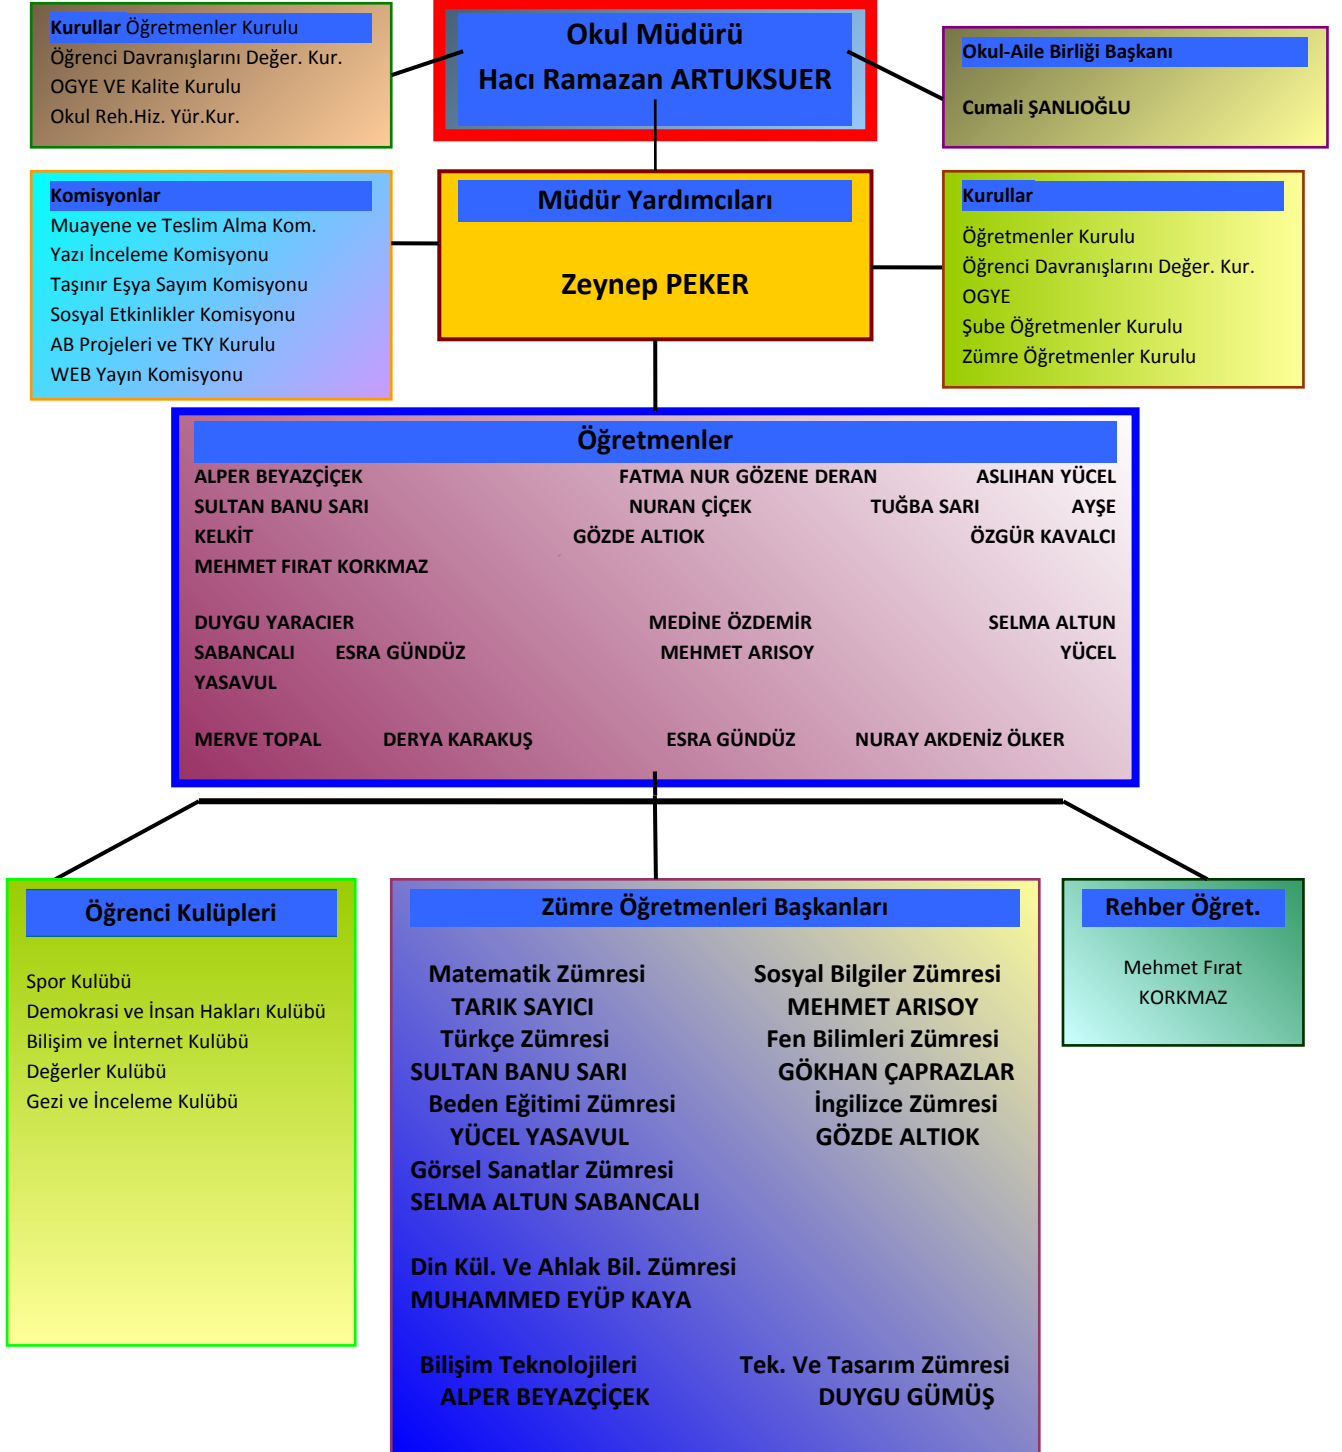 Kurullar Öğretmenler Kurulu
Öğrenci Davranışlarını Değer. Kur.
OGYE VE Kalite Kurulu
Okul Reh.Hiz. Yür.Kur.
Okul Müdürü
Hacı Ramazan ARTUKSUER
Okul-Aile Birliği Başkanı
Cumali ŞANLIOĞLU
Komisyonlar
Muayene ve Teslim Alma Kom.
Yazı İnceleme Komisyonu
Taşınır Eşya Sayım Komisyonu
Sosyal Etkinlikler Komisyonu
AB Projeleri ve TKY Kurulu
WEB Yayın Komisyonu
Müdür Yardımcıları
Zeynep PEKER
Kurullar
Öğretmenler Kurulu
Öğrenci Davranışlarını Değer. Kur.
OGYE
Şube Öğretmenler Kurulu
Zümre Öğretmenler Kurulu
Öğretmenler
ALPER BEYAZÇİÇEK FATMA NUR GÖZENE DERAN ASLIHAN YÜCEL
SULTAN BANU SARI NURAN ÇİÇEK TUĞBA SARI AYŞE
KELKİT GÖZDE ALTIOK ÖZGÜR KAVALCI
MEHMET FIRAT KORKMAZ
DUYGU YARACIER MEDİNE ÖZDEMİR SELMA ALTUN
SABANCALI ESRA GÜNDÜZ MEHMET ARISOY YÜCEL
YASAVUL
MERVE TOPAL DERYA KARAKUŞ ESRA GÜNDÜZ NURAY AKDENİZ ÖLKER
Öğrenci Kulüpleri
Spor Kulübü
Demokrasi ve İnsan Hakları Kulübü
Bilişim ve İnternet Kulübü
Değerler Kulübü
Gezi ve İnceleme Kulübü
Zümre Öğretmenleri Başkanları
Matematik Zümresi Sosyal Bilgiler Zümresi
TARIK SAYICI MEHMET ARISOY
Türkçe Zümresi Fen Bilimleri Zümresi
SULTAN BANU SARI GÖKHAN ÇAPRAZLAR
Beden Eğitimi Zümresi İngilizce Zümresi
YÜCEL YASAVUL GÖZDE ALTIOK
Görsel Sanatlar Zümresi
SELMA ALTUN SABANCALI
Din Kül. Ve Ahlak Bil. Zümresi
MUHAMMED EYÜP KAYA
Bilişim Teknolojileri Tek. Ve Tasarım Zümresi
ALPER BEYAZÇİÇEK DUYGU GÜMÜŞ
Rehber Öğret.
Mehmet Fırat
KORKMAZ